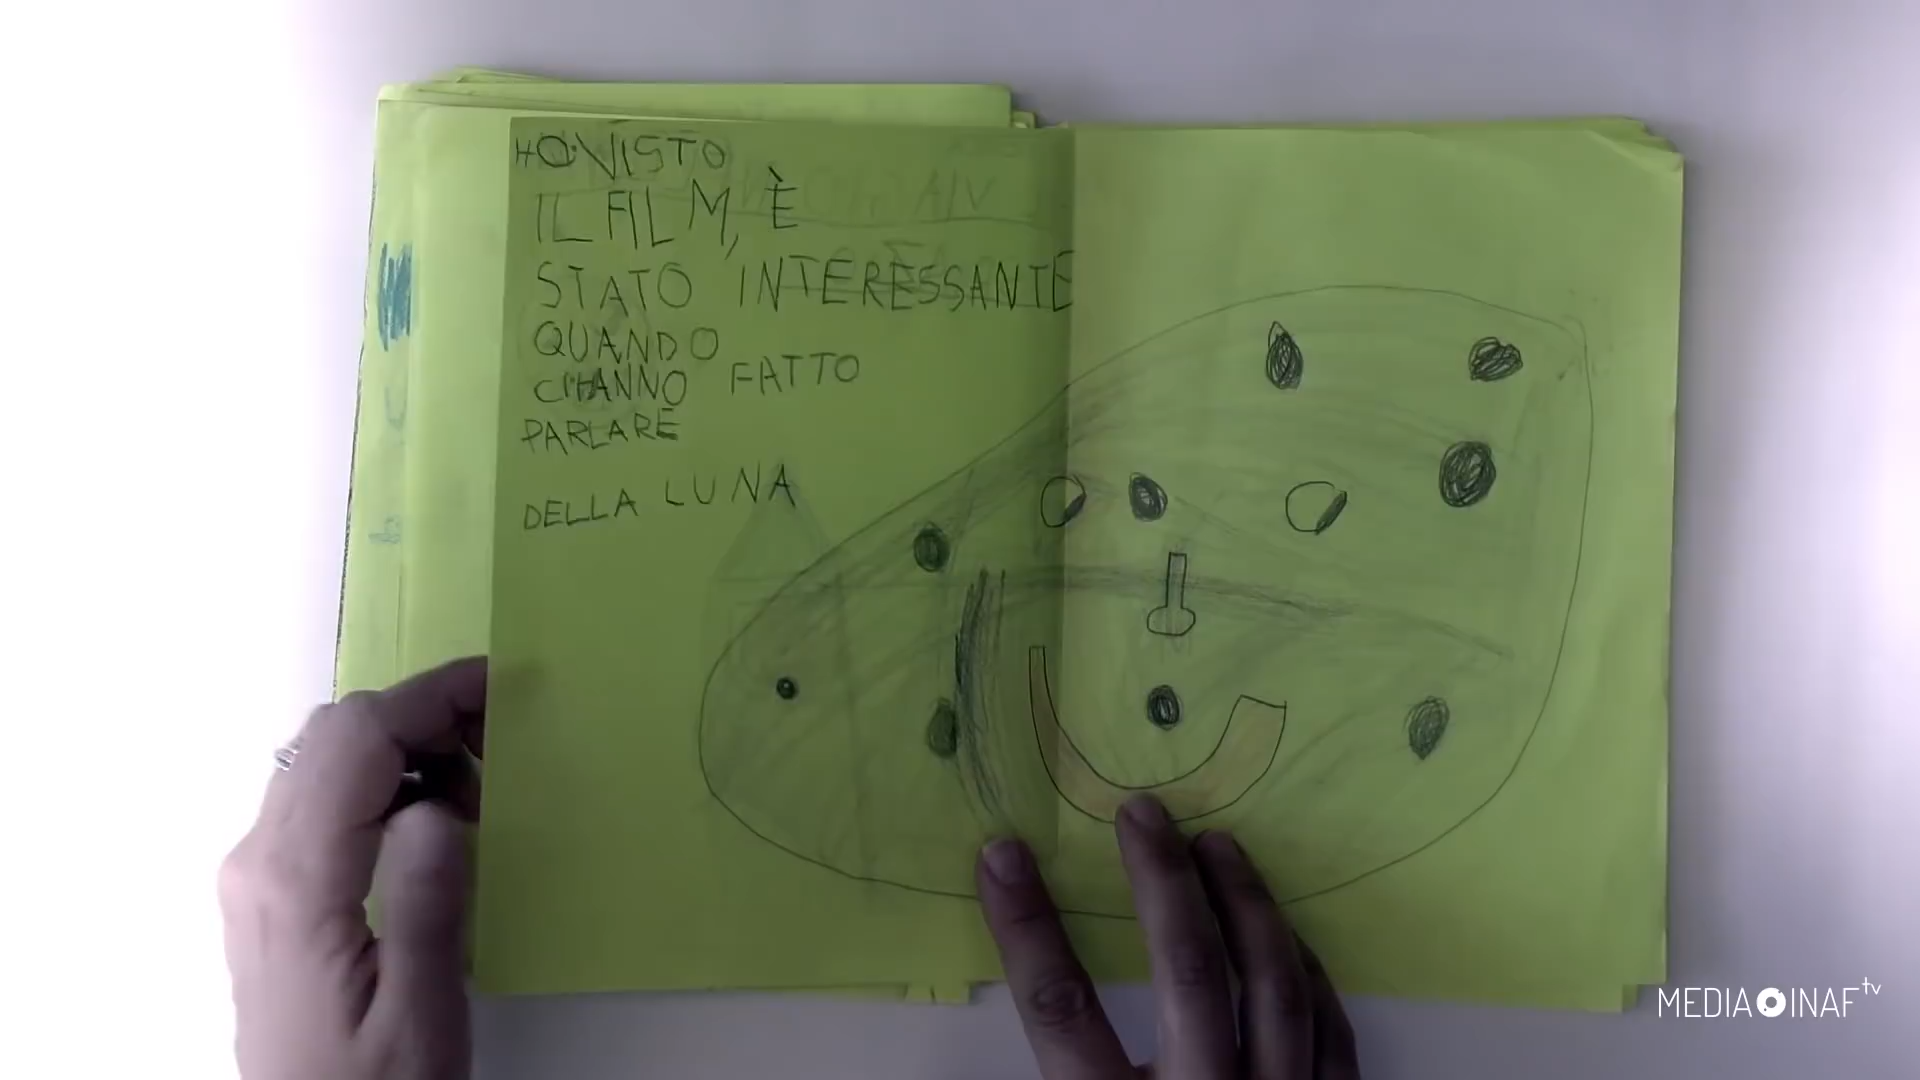 HO VISTO
IL FILM, È
STATO INTERESSANTE
QUANDO
CI HANNO FATTO
PARLARE
DELLA LUNA
MEDIA INAF tv